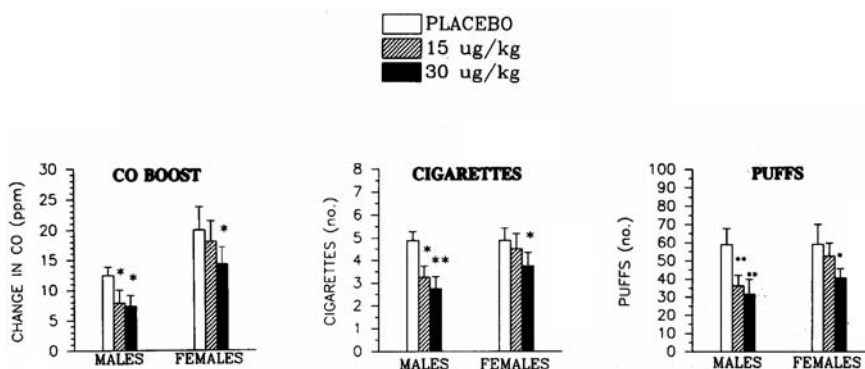 PLACEBO
15 ug/kg
30 ug/kg
CO BOOST
CHANGE IN CO (ppm)
30
25
20
15
10
5
0
*
*
*
MALES
FEMALES
CIGARETTES
CIGARETTES (no.)
8
7
6
5
4
3
2
1
0
*
**
*
MALES
FEMALES
PUFFS
PUFFS (no.)
100
90
80
70
60
50
40
30
20
10
0
**
**
*
MALES
FEMALES